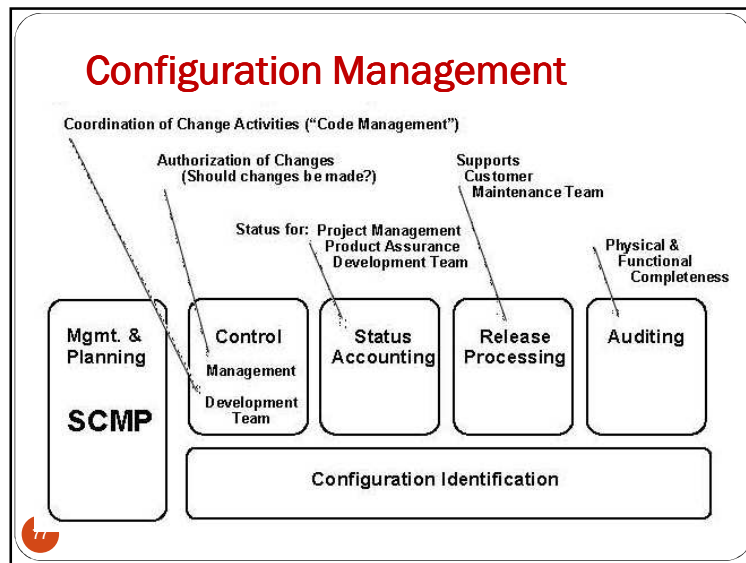 Configuration Management
Coordination of Change Activities ("Code Management")
Authorization of Changes
(Should changes be made?)
Supports
Customer
Maintenance Team
Status for: Project Management
Product Assurance
Development Team
Physical &
Functional
Completeness
Mgmt. &
Planning
SCMP
Control
Management
Development
Team
Status
Accounting
Release
Processing
Auditing
Configuration Identification